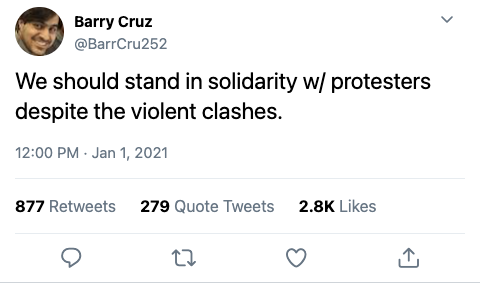 Barry Cruz
@BarrCru252
We should stand in solidarity w/ protesters
despite the violent clashes.
12:00 PM · Jan 1, 2021
877 Retweets 279 Quote Tweets 2.8K Likes